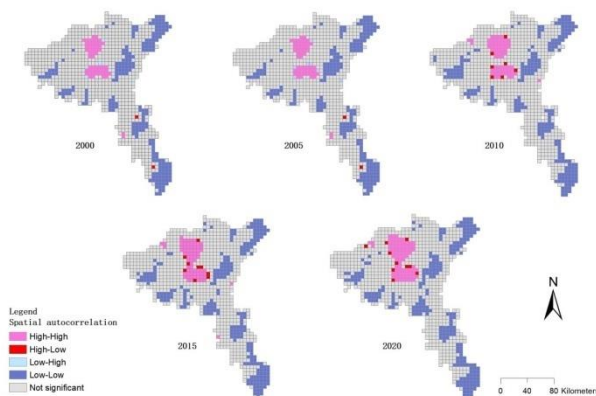 2000
2005
2010
2015
2020
Legend
Spatial autocorrelation
High-High
High-Low
Low-High
Low-Low
Not significant
N
0 40 80 Kilometers